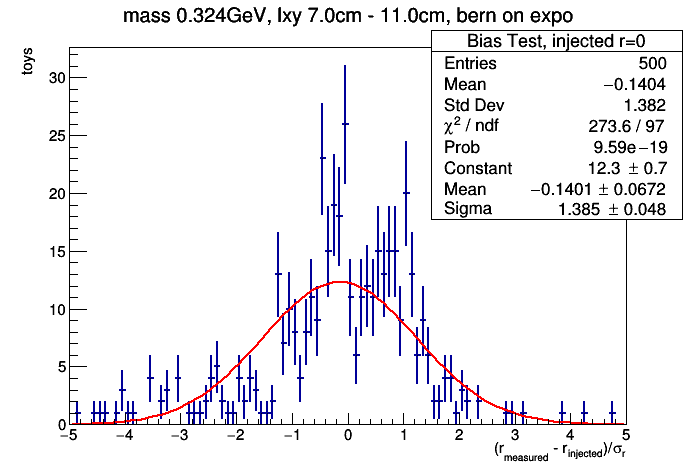 mass 0.324GeV, lxy 7.0cm - 11.0cm, bern on expo
Bias Test, injected r=0
Entries 500
Mean −0.1404
Std Dev 1.382
χ² / ndf 273.6 / 97
Prob 9.59e−19
Constant 12.3 ± 0.7
Mean −0.1401 ± 0.0672
Sigma 1.385 ± 0.048
toys
30
25
20
15
10
5
0
−5 −4 −3 −2 −1 0 1 2 3 4 5
(r_measured - r_injected)/σ_r